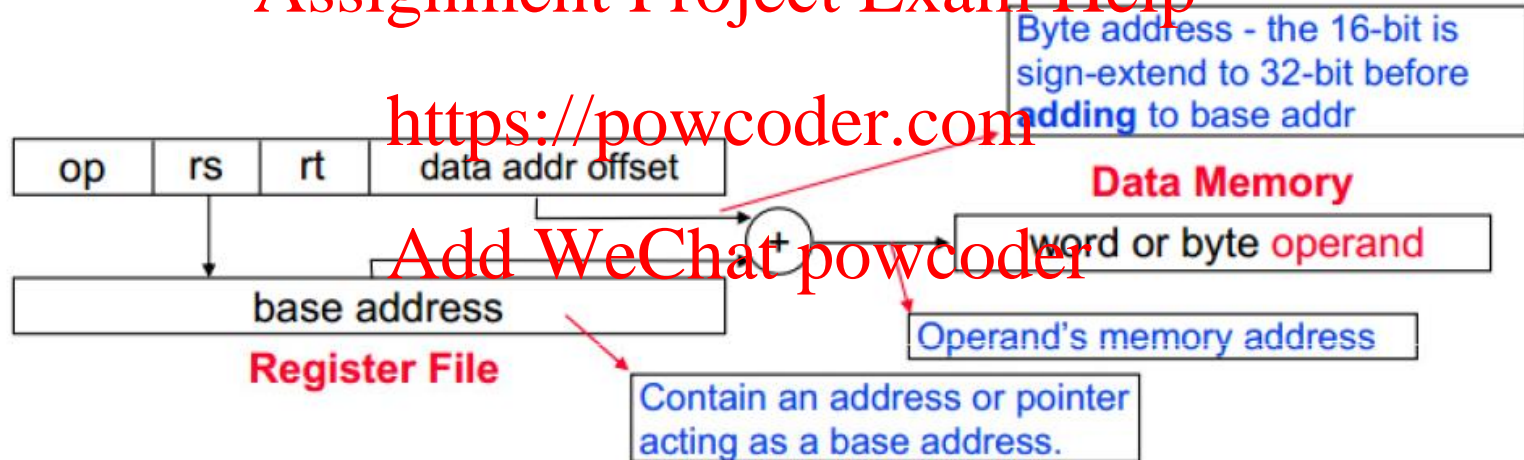 Assignment Project Exam Help
Byte address - the 16-bit is
sign-extend to 32-bit before
adding to base addr
https://powcoder.com
op rs rt data addr offset
Data Memory
+
word or byte operand
Add WeChat powcoder
base address
Operand's memory address
Register File
Contain an address or pointer
acting as a base address.